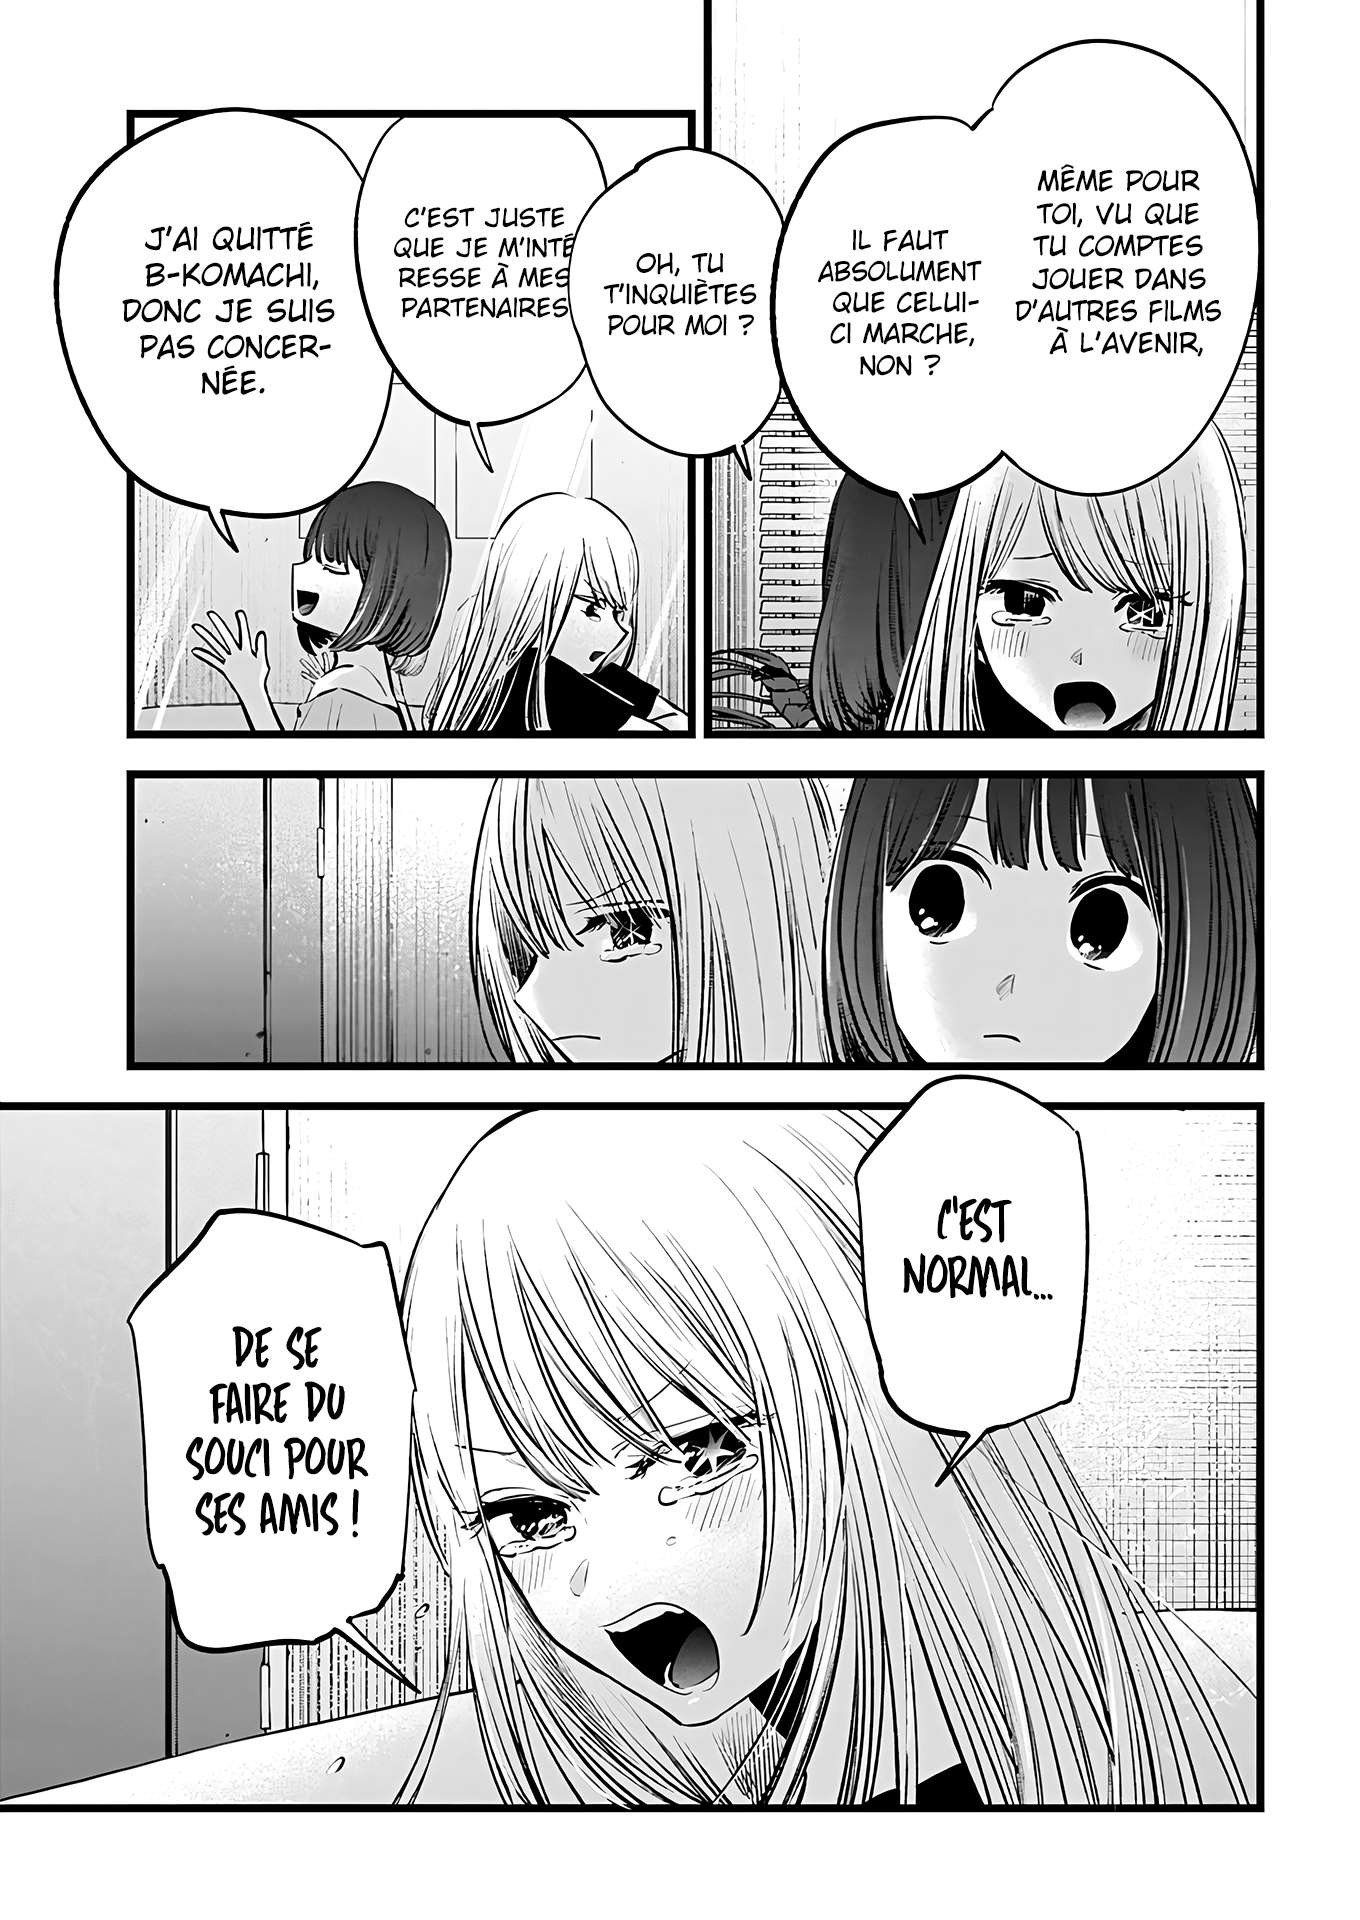 MÊME POUR
TOI, VU QUE
TU COMPTES
JOUER DANS
D'AUTRES FILMS
À L'AVENIR,
IL FAUT
ABSOLUMENT
QUE CELUI-
CI MARCHE,
NON ?
OH, TU
T'INQUIÈTES
POUR MOI ?
C'EST JUSTE
QUE JE M'INTÉ
RESSE À MES
PARTENAIRES
J'AI QUITTÉ
B-KOMACHI,
DONC JE SUIS
PAS CONCER-
NÉE.
C'EST
NORMAL...
DE SE
FAIRE DU
SOUCI POUR
SES AMIS !